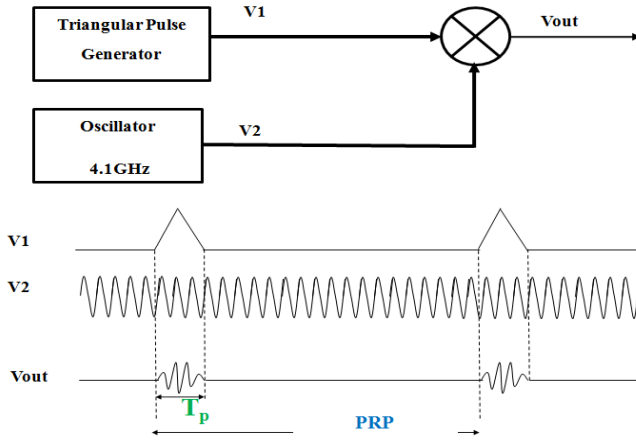 Triangular Pulse
Generator
V1
Vout
Oscillator
4.1GHz
V2
V1
V2
Vout
Tp
PRP